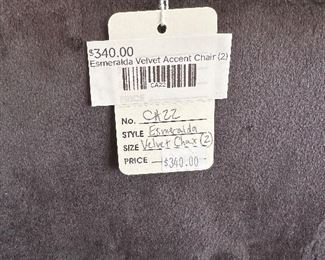 $340.00
Esmeralda Velvet Accent Chair (2)
CA22
PRICE
No. CA22
STYLE Esmeralda
SIZE Velvet Chair (2)
PRICE $340.00